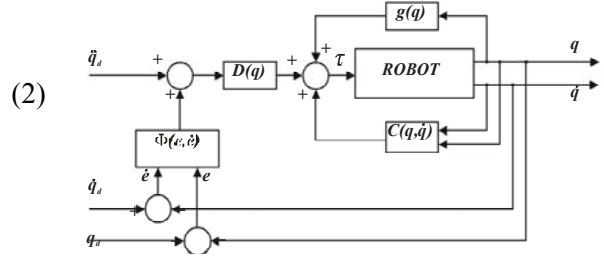 g(q)
q
q̈d
+
+
D(q)
+
+
τ
ROBOT
+
+
q̇
(2)
C(q,q̇)
Φ(e,ė)
ė
e
q̇d
+
−
qd
−